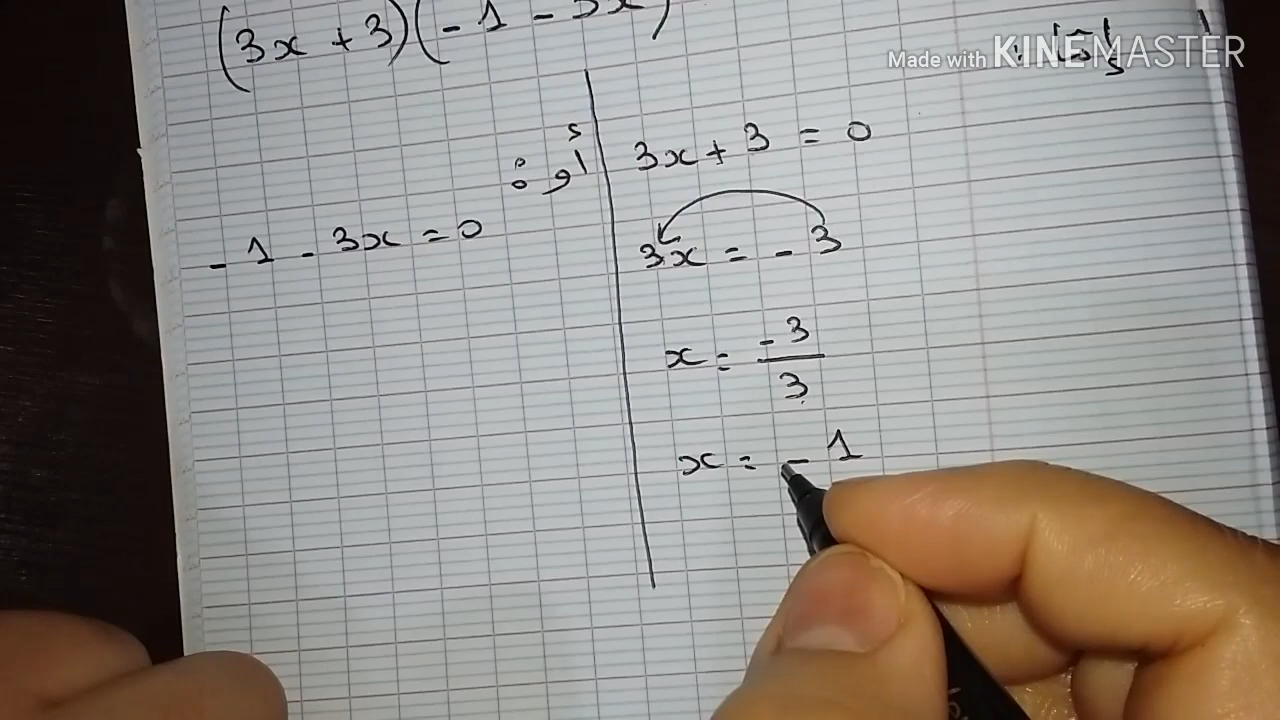 (3x + 3)(- 1 - 3x)
إما :
Made with KINEMASTER
3x + 3 = 0
3x = - 3
x = -3/3
x = - 1
أو :
- 1 - 3x = 0